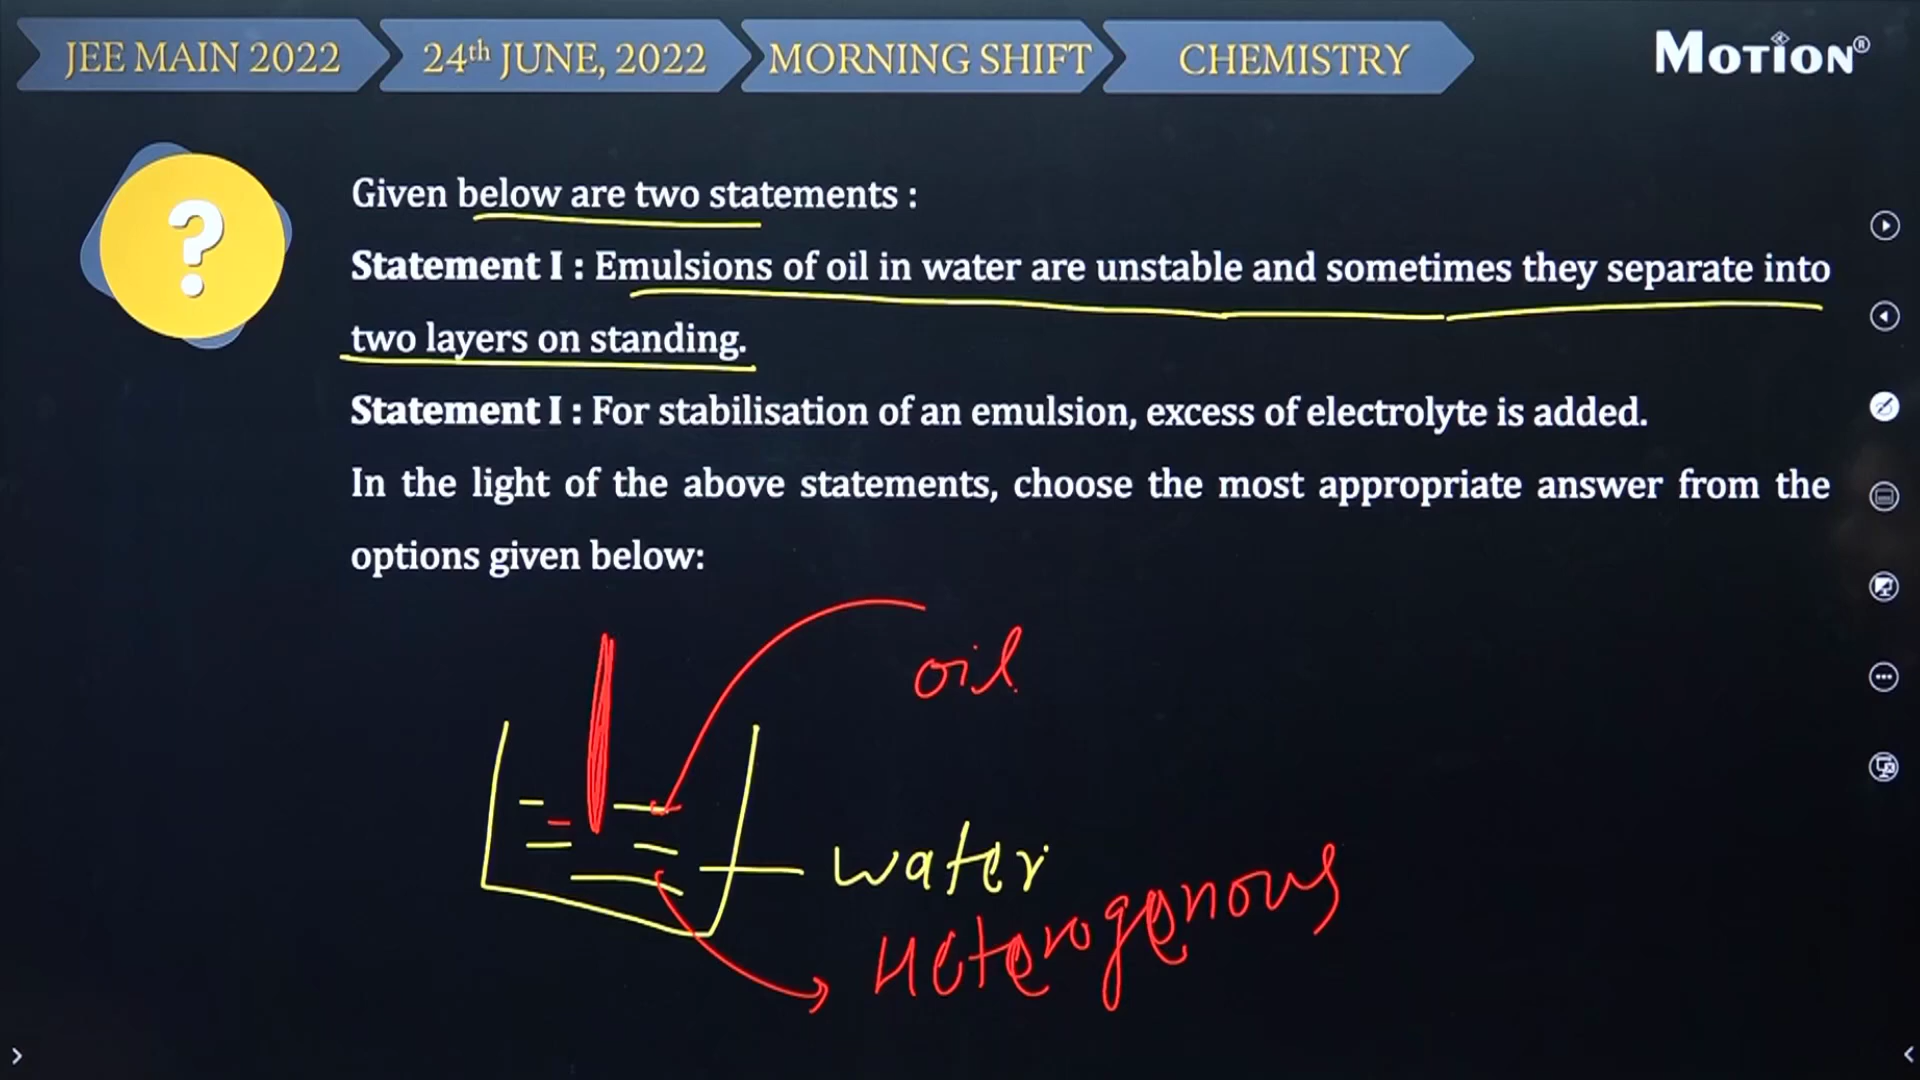 JEE MAIN 2022
24th JUNE, 2022
MORNING SHIFT
CHEMISTRY
MOTION®
?
Given below are two statements :
Statement I : Emulsions of oil in water are unstable and sometimes they separate into
two layers on standing.
Statement I : For stabilisation of an emulsion, excess of electrolyte is added.
In the light of the above statements, choose the most appropriate answer from the
options given below:
oil
water
Heterogenous